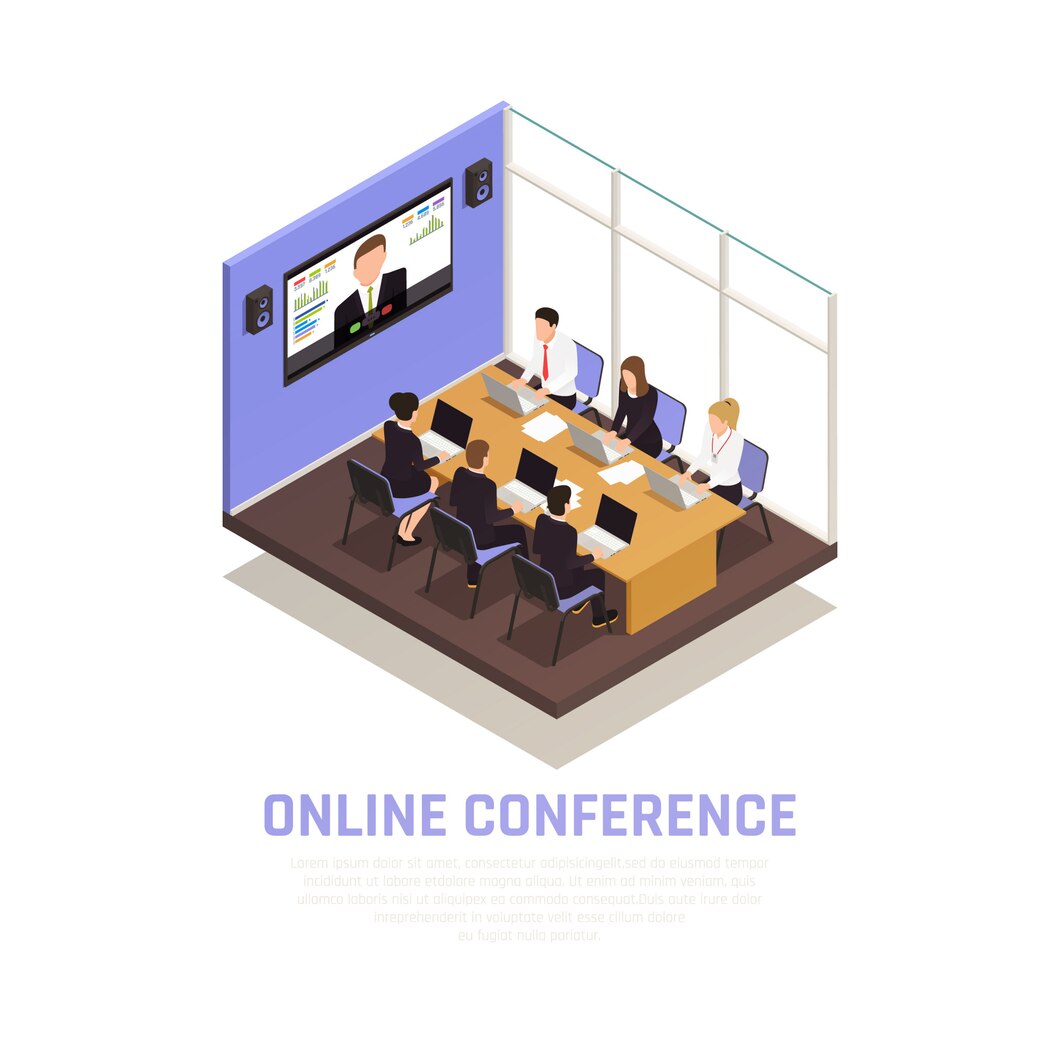 ONLINE CONFERENCE
Lorem ipsum dolor sit amet, consectetur adipisicingelit,sed do eiusmod tempor
incididunt ut labore etdolore magna aliqua. Ut enim ad minim veniam, quis
ullamco laboris nisi ut aliquipex ea commodo consequat.Duis aute irure dolor
inreprehenderit in voluptate velit esse cillum dolore
eu fugiat nulla pariatur.